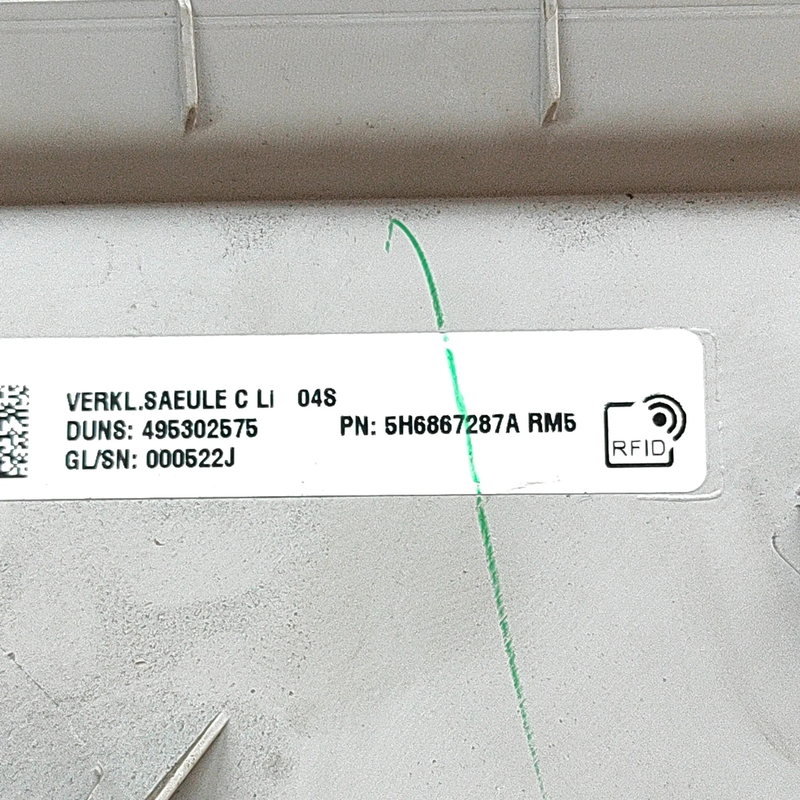 VERKL.SAEULE C Li 04S
DUNS: 495302575
PN: 5H6867287A RM5
GL/SN: 000522J
RFID